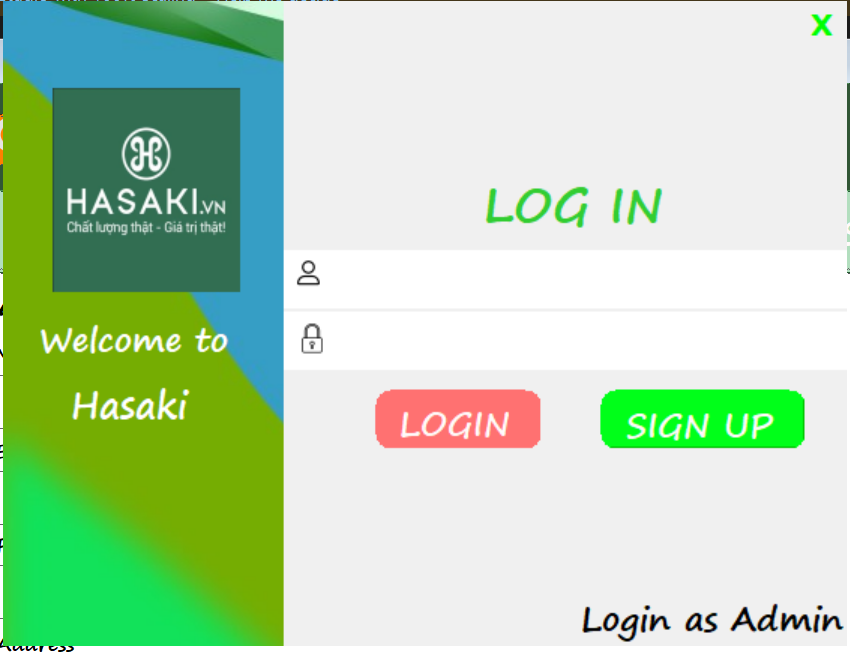 X
HASAKI.VN
Chất lượng thật - Giá trị thật!
Welcome to
Hasaki
LOG IN
LOGIN
SIGN UP
Login as Admin
Address